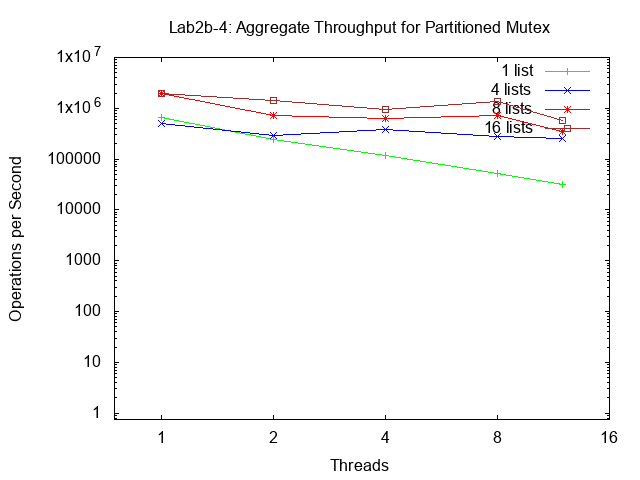 Lab2b-4: Aggregate Throughput for Partitioned Mutex
1x10^7
1x10^6
100000
10000
1000
100
10
1
Operations per Second
1 list
4 lists
8 lists
16 lists
1 2 4 8 16
Threads